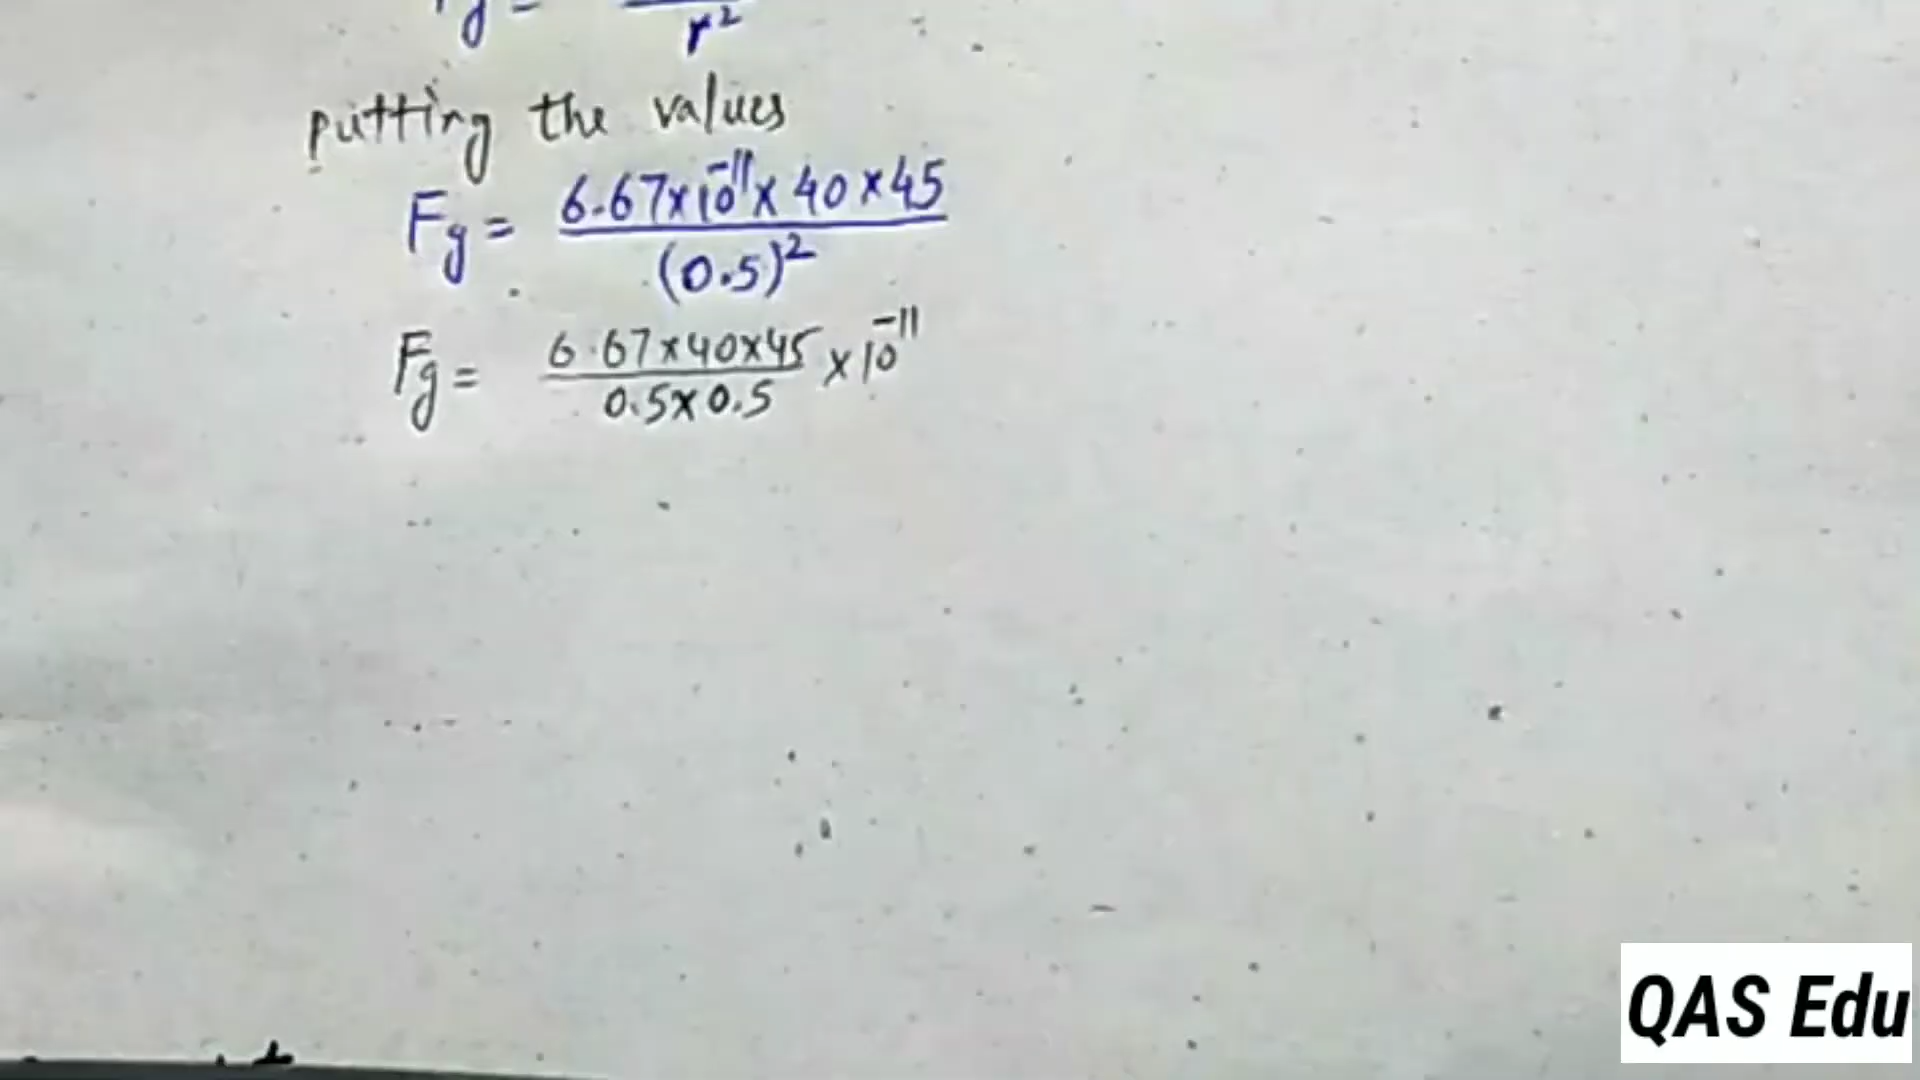 r²
putting the values
Fg = 6.67×10⁻¹¹× 40 ×45
(0.5)²
Fg = 6.67×40×45 ×10⁻¹¹
0.5×0.5
QAS Edu